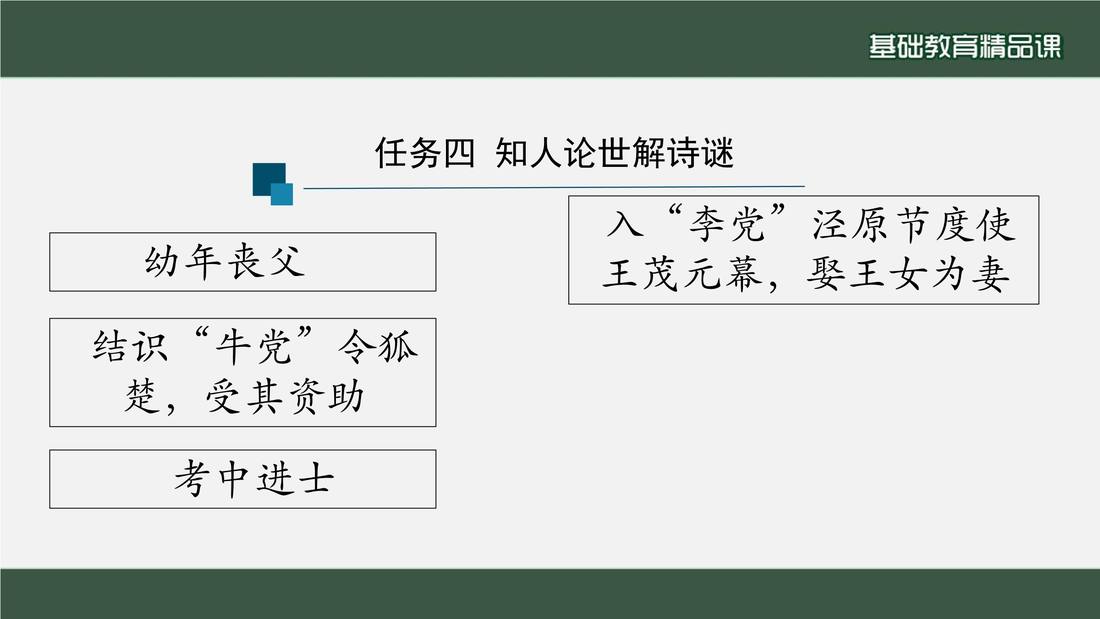 基础教育精品课
任务四 知人论世解诗谜
幼年丧父
结识“牛党”令狐
楚，受其资助
考中进士
入“李党”泾原节度使
王茂元幕，娶王女为妻